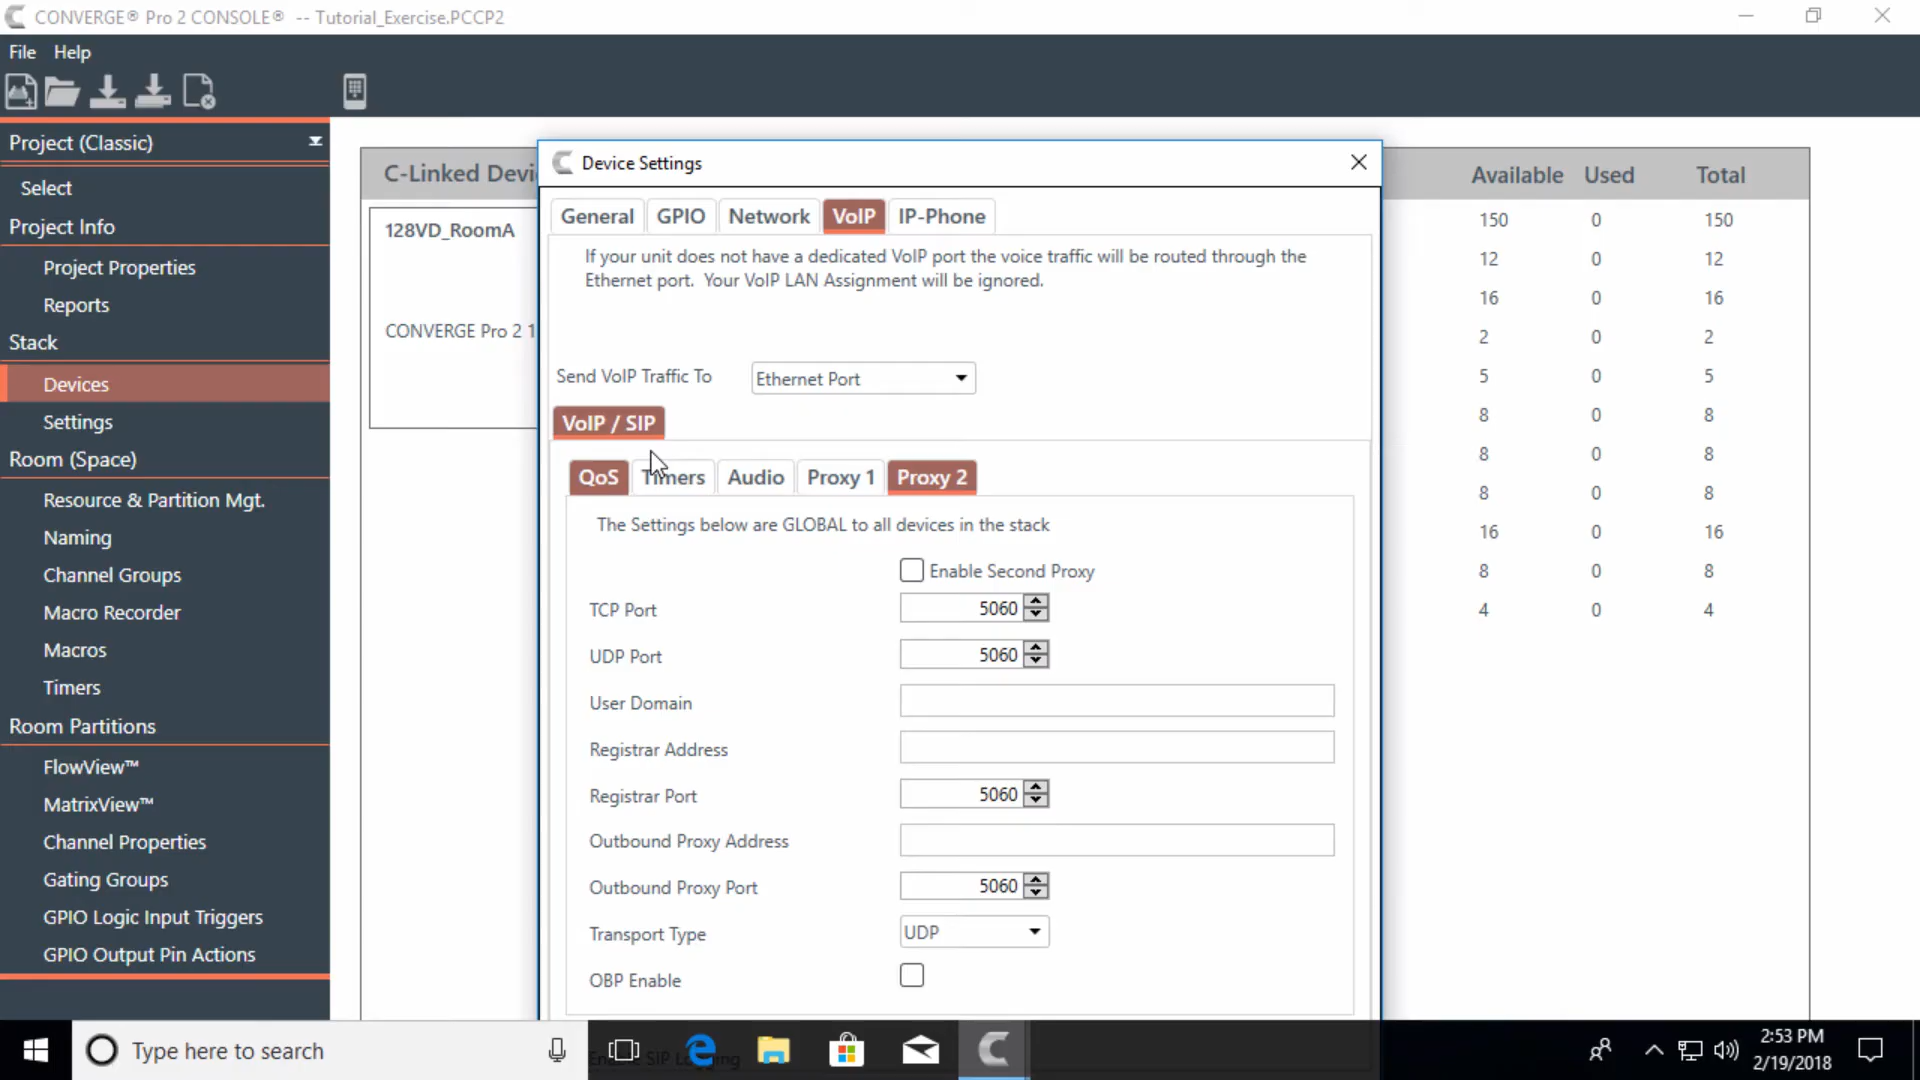 CONVERGE® Pro 2 CONSOLE® -- Tutorial_Exercise.PCCP2
File Help
Project (Classic)
Select
Project Info
Project Properties
Reports
Stack
Devices
Settings
Room (Space)
Resource & Partition Mgt.
Naming
Channel Groups
Macro Recorder
Macros
Timers
Room Partitions
FlowView™
MatrixView™
Channel Properties
Gating Groups
GPIO Logic Input Triggers
GPIO Output Pin Actions
C-Linked Devi
128VD_RoomA
CONVERGE Pro 2 1
Device Settings
General GPIO Network VoIP IP-Phone
If your unit does not have a dedicated VoIP port the voice traffic will be routed through the
Ethernet port. Your VoIP LAN Assignment will be ignored.
Send VoIP Traffic To Ethernet Port
VoIP / SIP
QoS Timers Audio Proxy 1 Proxy 2
The Settings below are GLOBAL to all devices in the stack
Enable Second Proxy
TCP Port 5060
UDP Port 5060
User Domain
Registrar Address
Registrar Port 5060
Outbound Proxy Address
Outbound Proxy Port 5060
Transport Type UDP
OBP Enable
Available Used Total
150 0 150
12 0 12
16 0 16
2 0 2
5 0 5
8 0 8
8 0 8
8 0 8
16 0 16
8 0 8
4 0 4
Type here to search
Enable SIP Logging
2:53 PM
2/19/2018